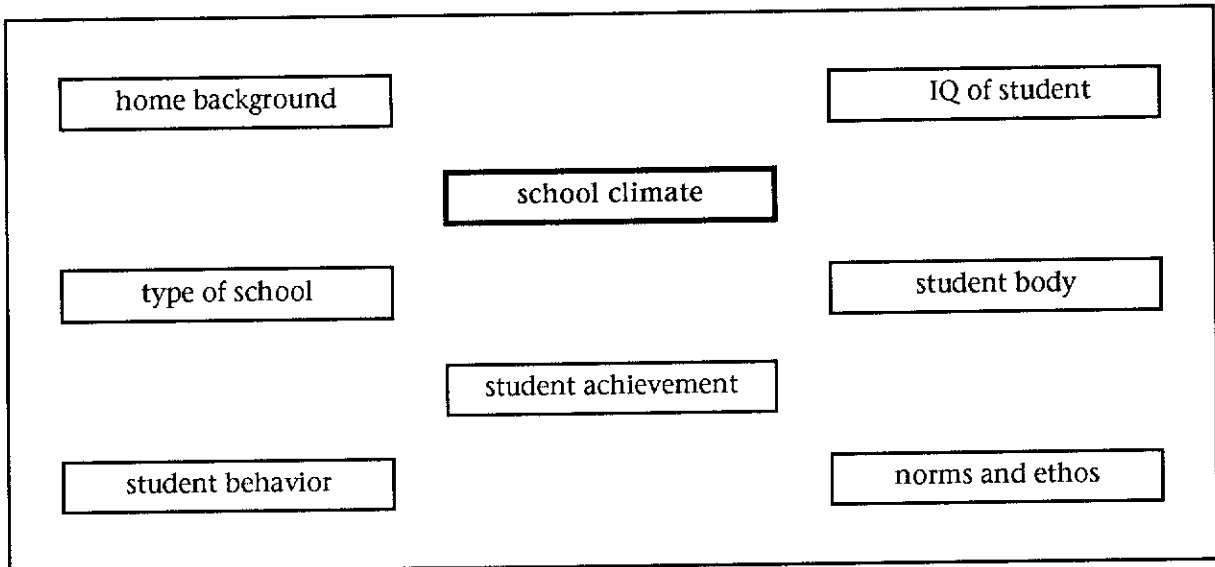 home background
IQ of student
school climate
type of school
student body
student achievement
student behavior
norms and ethos